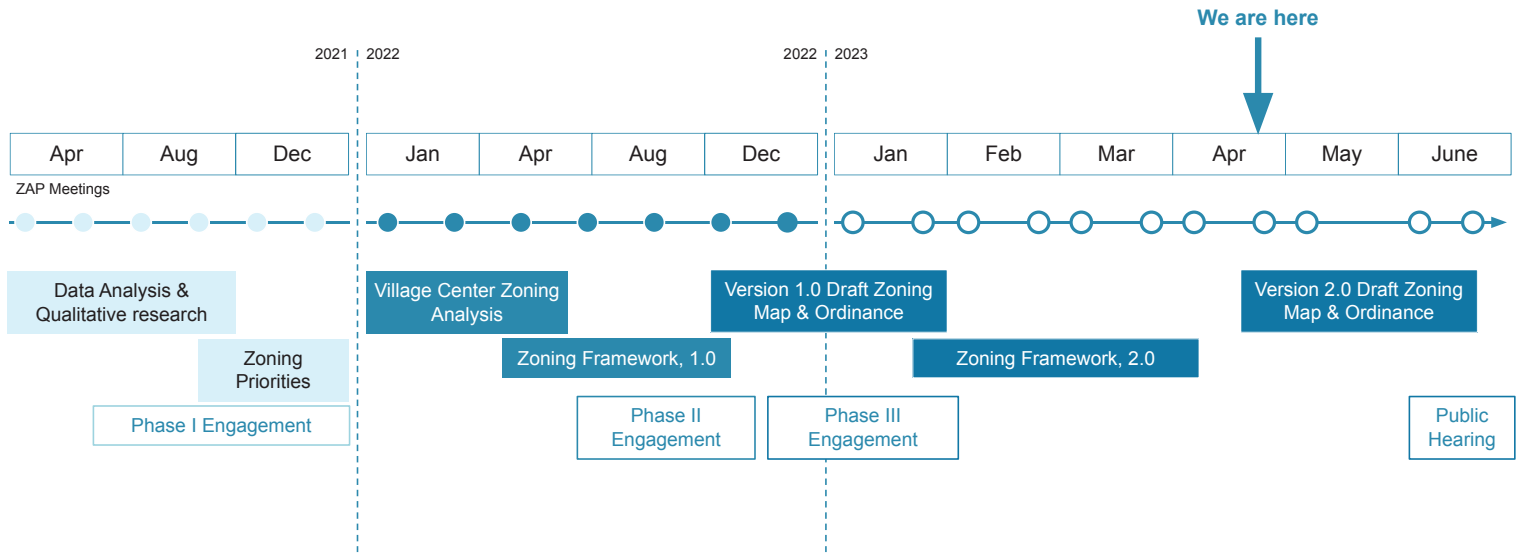 We are here
2021
2022
2022
2023
Apr
Aug
Dec
Jan
Apr
Aug
Dec
Jan
Feb
Mar
Apr
May
June
ZAP Meetings
Data Analysis &
Qualitative research
Village Center Zoning
Analysis
Version 1.0 Draft Zoning
Map & Ordinance
Version 2.0 Draft Zoning
Map & Ordinance
Zoning
Priorities
Zoning Framework, 1.0
Zoning Framework, 2.0
Phase I Engagement
Phase II
Engagement
Phase III
Engagement
Public
Hearing